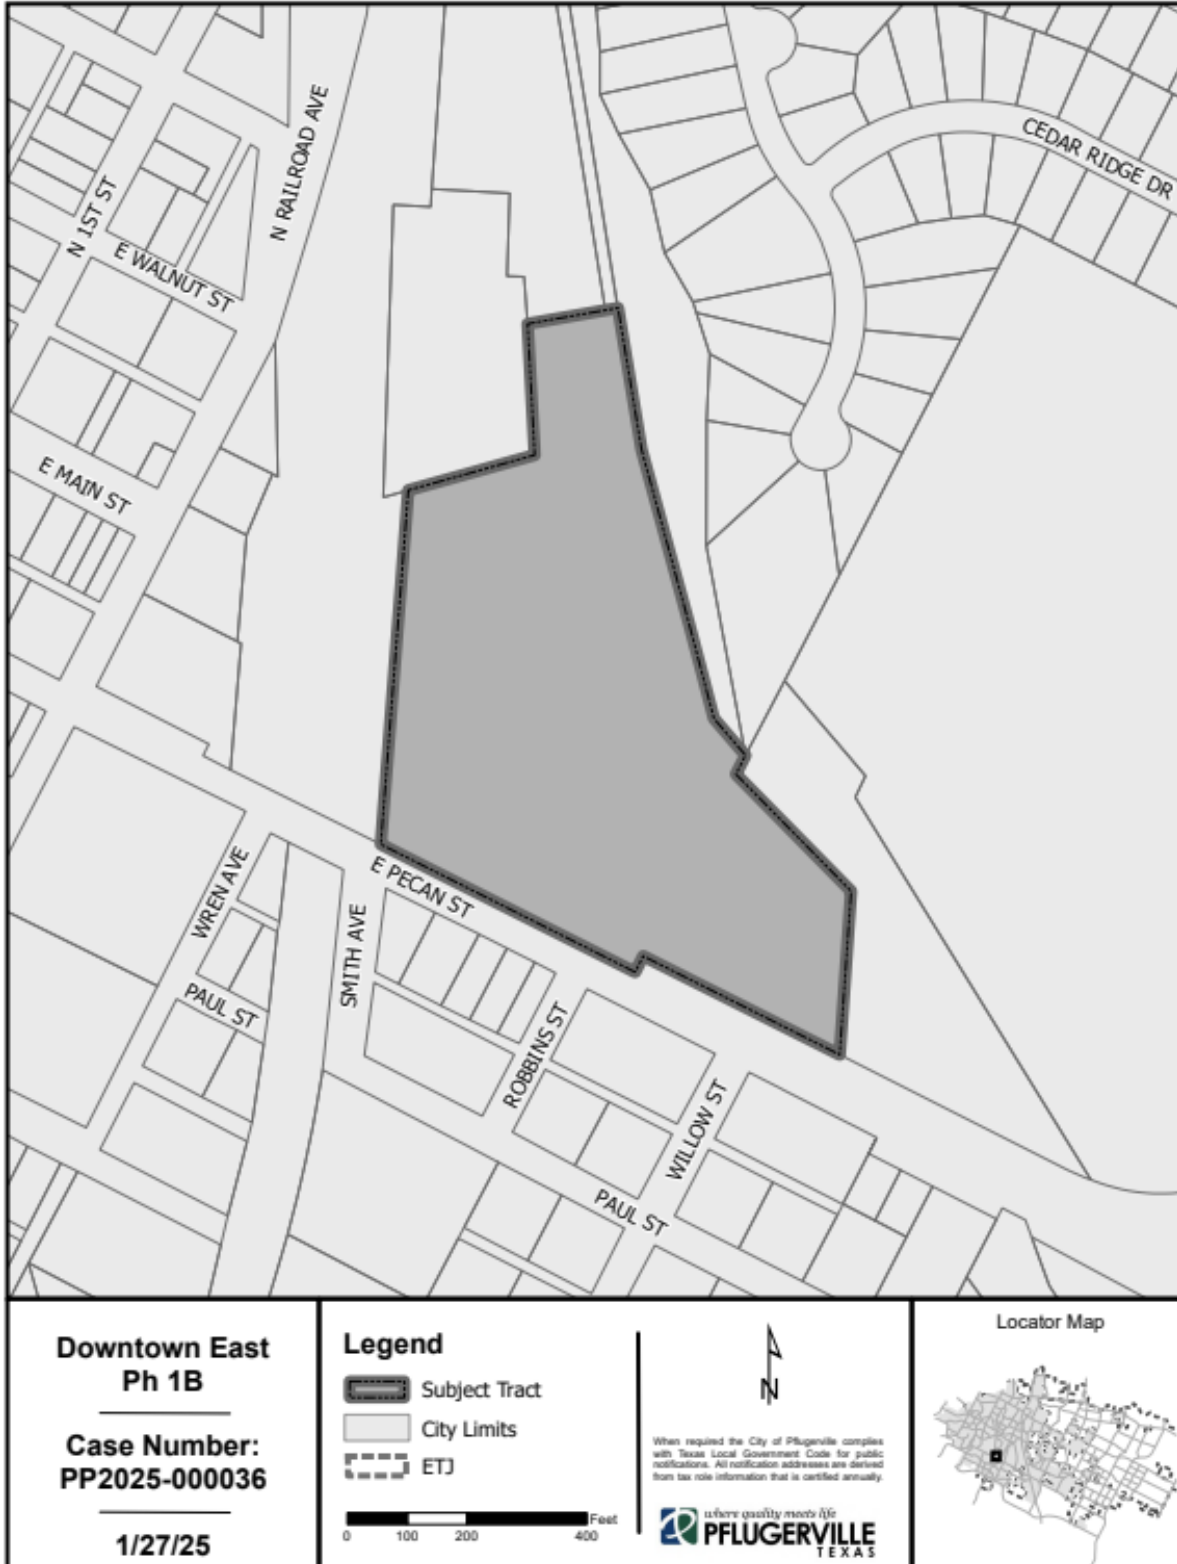 CEDAR RIDGE DR
N RAILROAD AVE
N 1ST ST
E WALNUT ST
E MAIN ST
E PECAN ST
WREN AVE
SMITH AVE
PAUL ST
ROBBINS ST
WILLOW ST
PAUL ST
Downtown East
Ph 1B
Case Number:
PP2025-000036
1/27/25
Legend
Subject Tract
City Limits
ETJ
Feet
0 100 200 400
N
When required the City of Pflugerville complies
with Texas Local Government Code for public
notifications. All notification addresses are derived
from tax role information that is certified annually.
where quality meets life
PFLUGERVILLE
TEXAS
Locator Map